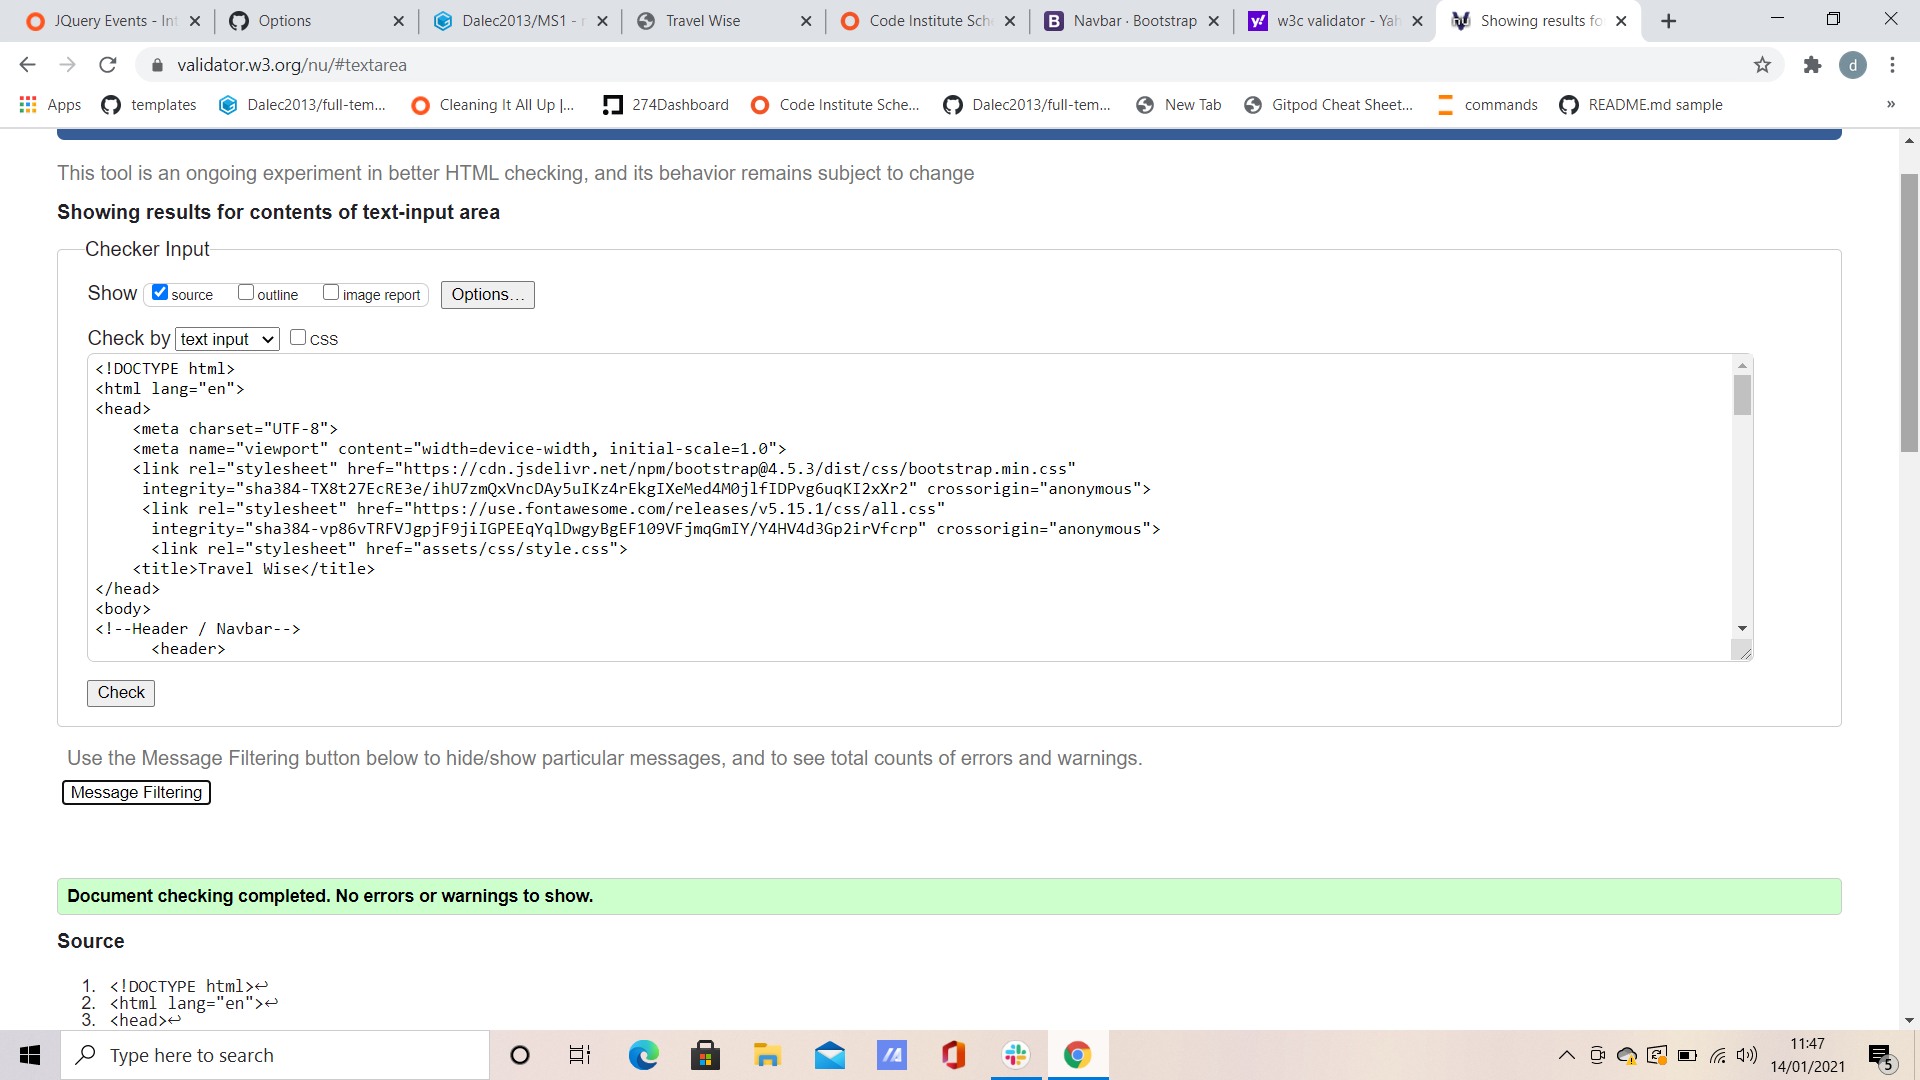 JQuery Events - Int
Options
Dalec2013/MS1 - r
Travel Wise
Code Institute Sche
Navbar · Bootstrap
w3c validator - Yah
Showing results fo
validator.w3.org/nu/#textarea
d
Apps
templates
Dalec2013/full-tem...
Cleaning It All Up |...
274Dashboard
Code Institute Sche...
Dalec2013/full-tem...
New Tab
Gitpod Cheat Sheet...
commands
README.md sample
»
This tool is an ongoing experiment in better HTML checking, and its behavior remains subject to change
Showing results for contents of text-input area
Checker Input
Show source outline image report Options...
Check by text input CSS
<!DOCTYPE html>
<html lang="en">
<head>
    <meta charset="UTF-8">
    <meta name="viewport" content="width=device-width, initial-scale=1.0">
    <link rel="stylesheet" href="https://cdn.jsdelivr.net/npm/bootstrap@4.5.3/dist/css/bootstrap.min.css"
     integrity="sha384-TX8t27EcRE3e/ihU7zmQxVncDAy5uIKz4rEkgIXeMed4M0jlfIDPvg6uqKI2xXr2" crossorigin="anonymous">
     <link rel="stylesheet" href="https://use.fontawesome.com/releases/v5.15.1/css/all.css"
      integrity="sha384-vp86vTRFVJgpjF9jiIGPEEqYqlDwgyBgEF109VFjmqGmIY/Y4HV4d3Gp2irVfcrp" crossorigin="anonymous">
      <link rel="stylesheet" href="assets/css/style.css">
    <title>Travel Wise</title>
</head>
<body>
<!--Header / Navbar-->
      <header>
Check
Use the Message Filtering button below to hide/show particular messages, and to see total counts of errors and warnings.
Message Filtering
Document checking completed. No errors or warnings to show.
Source
1. <!DOCTYPE html>↩
2. <html lang="en">↩
3. <head>↩
Type here to search
11:47
14/01/2021
5